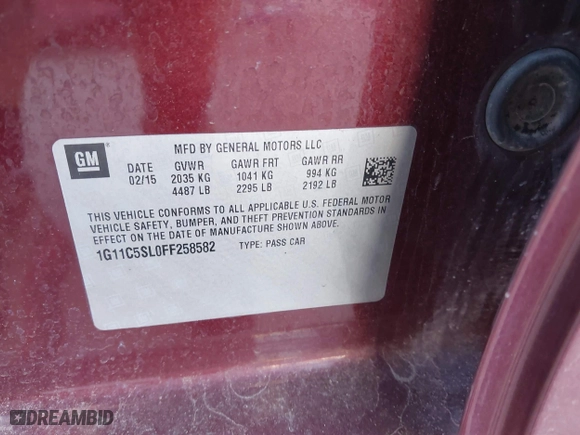 GM
MFD BY GENERAL MOTORS LLC
DATE GVWR GAWR FRT GAWR RR
02/15 2035 KG 1041 KG 994 KG
4487 LB 2295 LB 2192 LB
THIS VEHICLE CONFORMS TO ALL APPLICABLE U.S. FEDERAL MOTOR
VEHICLE SAFETY, BUMPER, AND THEFT PREVENTION STANDARDS IN
EFFECT ON THE DATE OF MANUFACTURE SHOWN ABOVE.
1G11C5SL0FF258582 TYPE: PASS CAR
DREAMBID